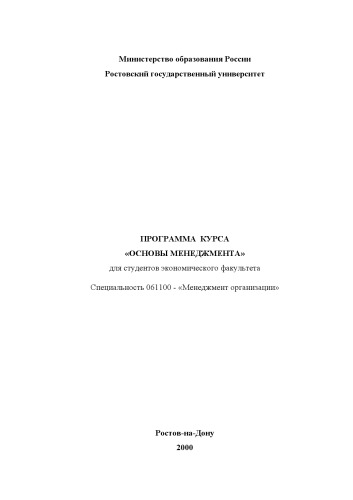 Министерство образования России
Ростовский государственный университет
ПРОГРАММА КУРСА
«ОСНОВЫ МЕНЕДЖМЕНТА»
для студентов экономического факультета
Специальность 061100 - «Менеджмент организации»
Ростов-на-Дону
2000